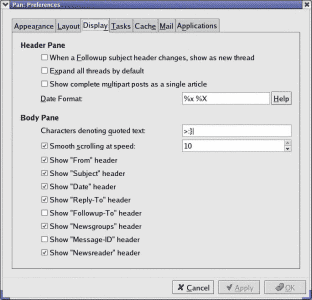 Pan: Preferences
Appearance Layout Display Tasks Cache Mail Applications
Header Pane
When a Followup subject header changes, show as new thread
Expand all threads by default
Show complete multipart posts as a single article
Date Format: %x %X Help
Body Pane
Characters denoting quoted text: >:}|
Smooth scrolling at speed: 10
Show "From" header
Show "Subject" header
Show "Date" header
Show "Reply-To" header
Show "Followup-To" header
Show "Newsgroups" header
Show "Message-ID" header
Show "Newsreader" header
Cancel Apply OK